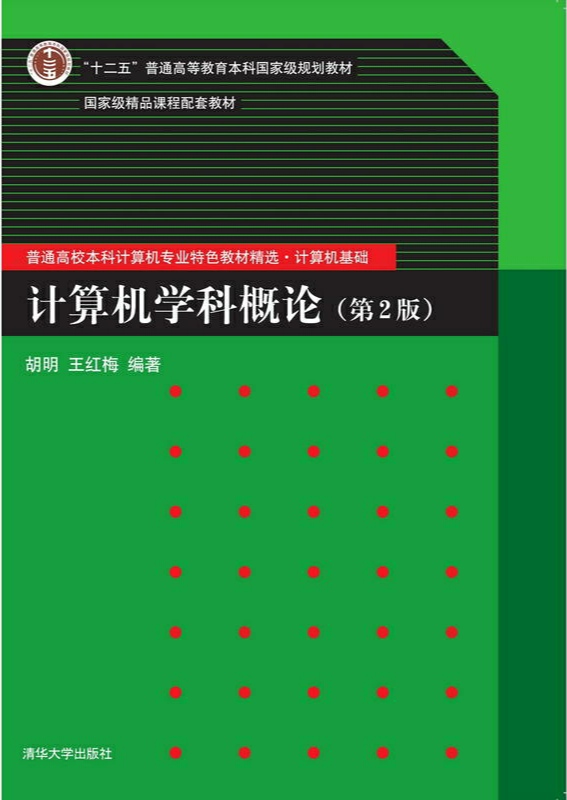 “十二五”普通高等教育本科国家级规划教材
国家级精品课程配套教材
普通高校本科计算机专业特色教材精选·计算机基础
计算机学科概论（第2版）
胡明 王红梅 编著
清华大学出版社